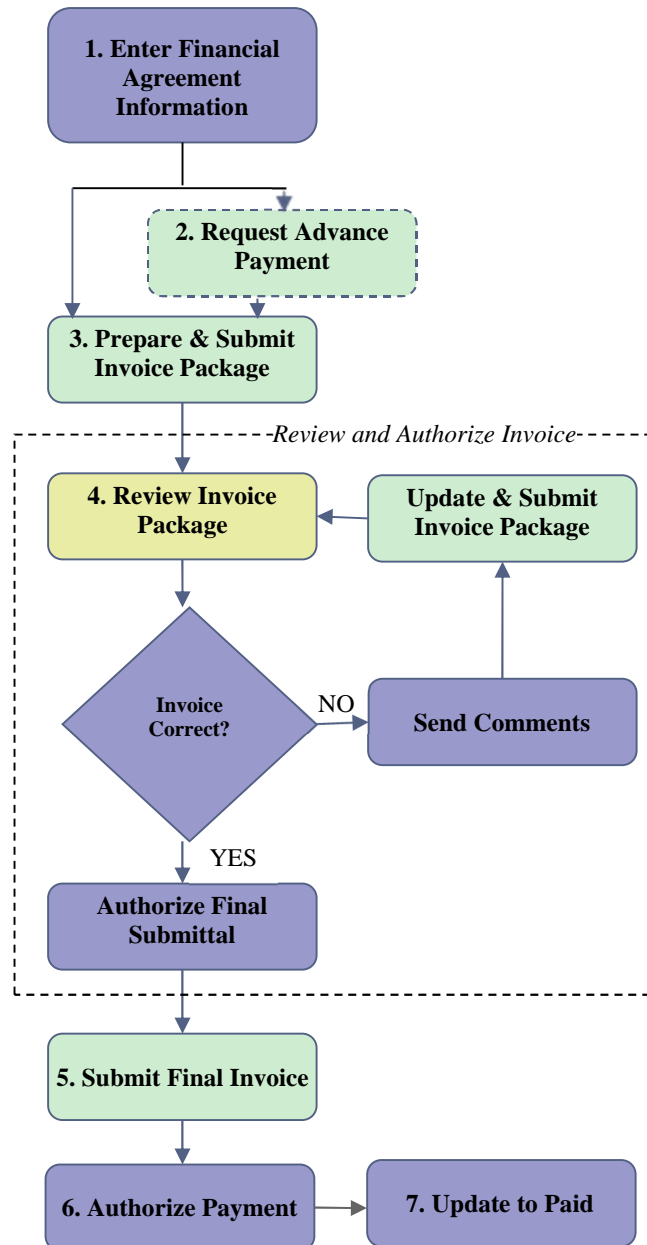 1. Enter Financial
Agreement
Information
2. Request Advance
Payment
3. Prepare & Submit
Invoice Package
Review and Authorize Invoice
4. Review Invoice
Package
Update & Submit
Invoice Package
Invoice
Correct?
NO
Send Comments
YES
Authorize Final
Submittal
5. Submit Final Invoice
6. Authorize Payment
7. Update to Paid